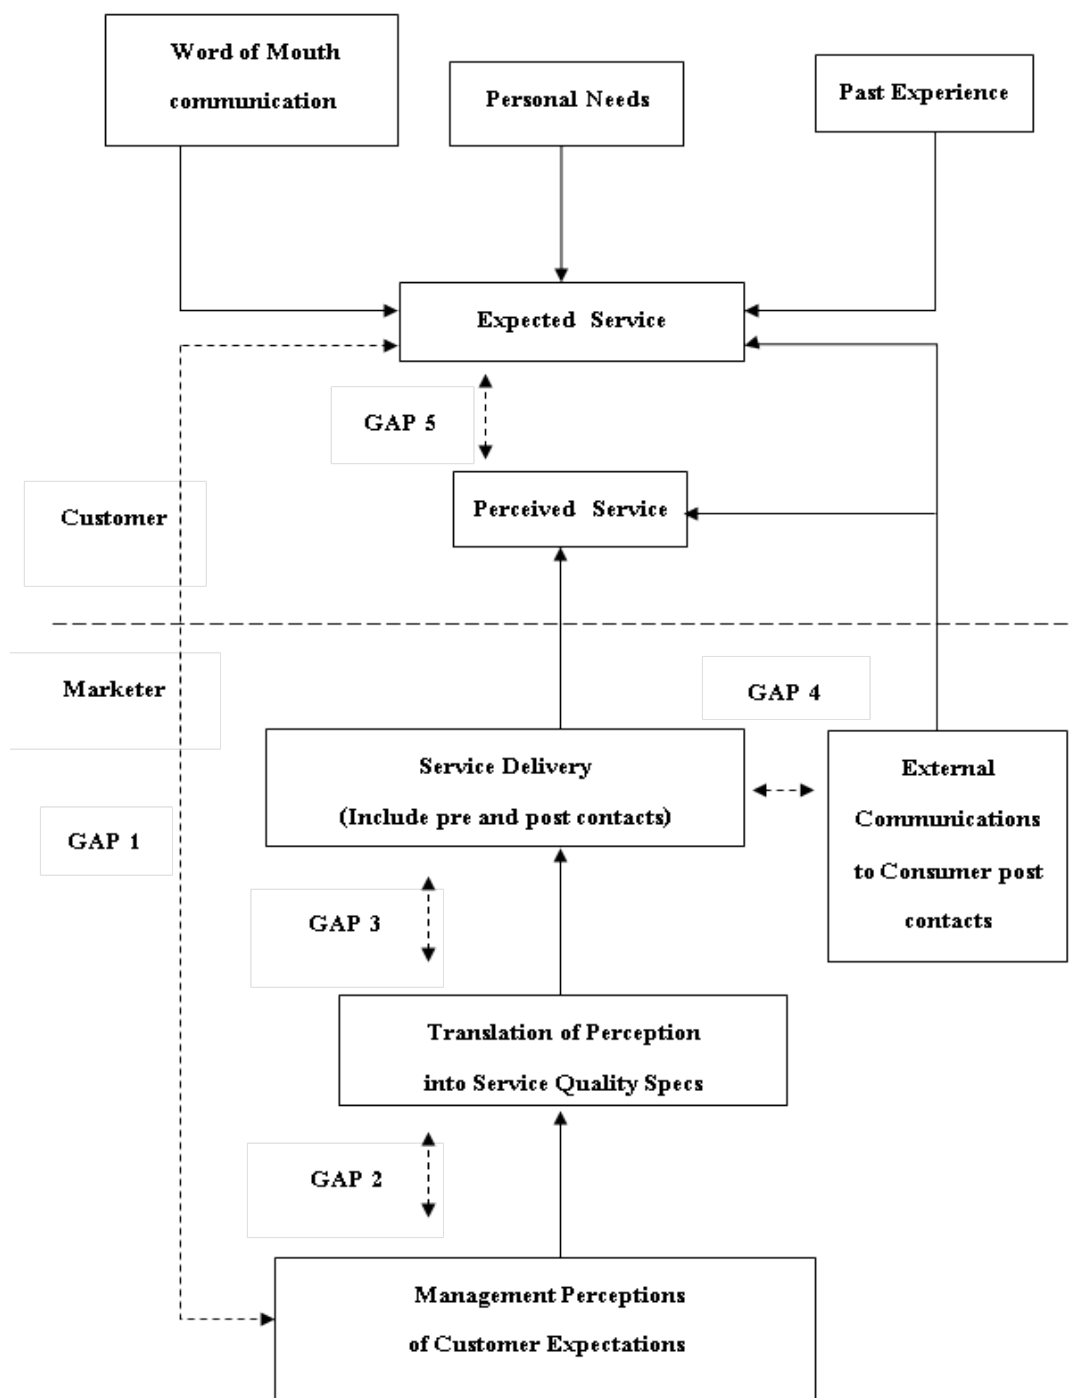 Word of Mouth
communication
Personal Needs
Past Experience
Expected Service
GAP 5
Perceived Service
Customer
Marketer
GAP 4
Service Delivery
(Include pre and post contacts)
External
Communications
to Consumer post
contacts
GAP 1
GAP 3
Translation of Perception
into Service Quality Specs
GAP 2
Management Perceptions
of Customer Expectations